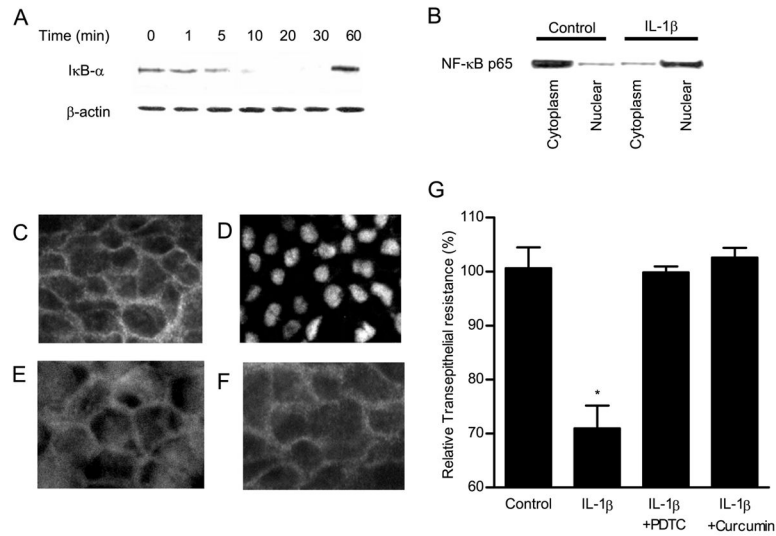 A
Time (min) 0 1 5 10 20 30 60
IκB-α
β-actin
B
Control IL-1β
NF-κB p65
Cytoplasm
Nuclear
Cytoplasm
Nuclear
C
D
E
F
G
Relative Transepithelial resistance (%)
110
100
90
80
70
60
*
Control
IL-1β
IL-1β
+PDTC
IL-1β
+Curcumin